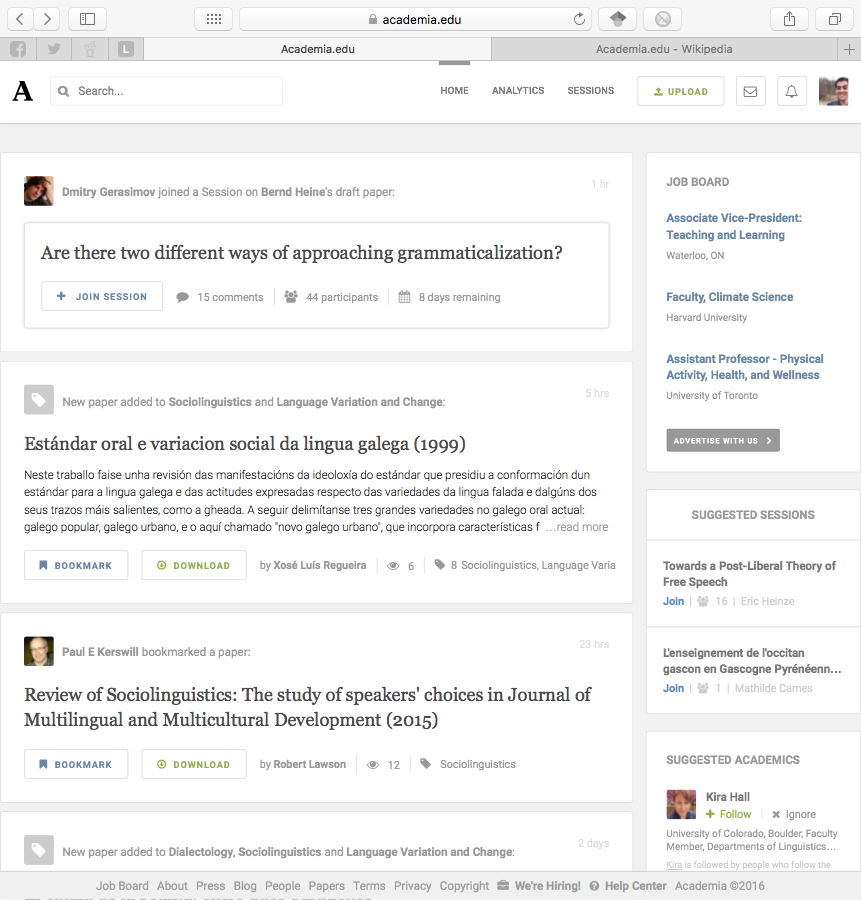 academia.edu
L
Academia.edu
Academia.edu - Wikipedia
A
Search...
HOME
ANALYTICS
SESSIONS
UPLOAD
Dmitry Gerasimov joined a Session on Bernd Heine's draft paper:
1 hr
Are there two different ways of approaching grammaticalization?
JOIN SESSION
15 comments
44 participants
8 days remaining
New paper added to Sociolinguistics and Language Variation and Change:
5 hrs
Estándar oral e variacion social da lingua galega (1999)
Neste traballo faise unha revisión das manifestacións da ideoloxía do estándar que presidiu a conformación dun
estándar para a lingua galega e das actitudes expresadas respecto das variedades da lingua falada e dalgúns dos
seus trazos máis salientes, como a gheada. A seguir delimítanse tres grandes variedades no galego oral actual:
galego popular, galego urbano, e o aquí chamado "novo galego urbano", que incorpora características f ...read more
BOOKMARK
DOWNLOAD
by Xosé Luís Regueira
6
8 Sociolinguistics, Language Varia
Paul E Kerswill bookmarked a paper:
23 hrs
Review of Sociolinguistics: The study of speakers' choices in Journal of
Multilingual and Multicultural Development (2015)
BOOKMARK
DOWNLOAD
by Robert Lawson
12
Sociolinguistics
New paper added to Dialectology, Sociolinguistics and Language Variation and Change:
2 days
JOB BOARD
Associate Vice-President:
Teaching and Learning
Waterloo, ON
Faculty, Climate Science
Harvard University
Assistant Professor - Physical
Activity, Health, and Wellness
University of Toronto
ADVERTISE WITH US
SUGGESTED SESSIONS
Towards a Post-Liberal Theory of
Free Speech
Join | 16 | Eric Heinze
L'enseignement de l'occitan
gascon en Gascogne Pyrénéenn...
Join | 1 | Mathilde Cames
SUGGESTED ACADEMICS
Kira Hall
Follow
Ignore
University of Colorado, Boulder, Faculty
Member, Departments of Linguistics...
Kira is followed by people who follow the
Job Board About Press Blog People Papers Terms Privacy Copyright We're Hiring! Help Center Academia ©2016